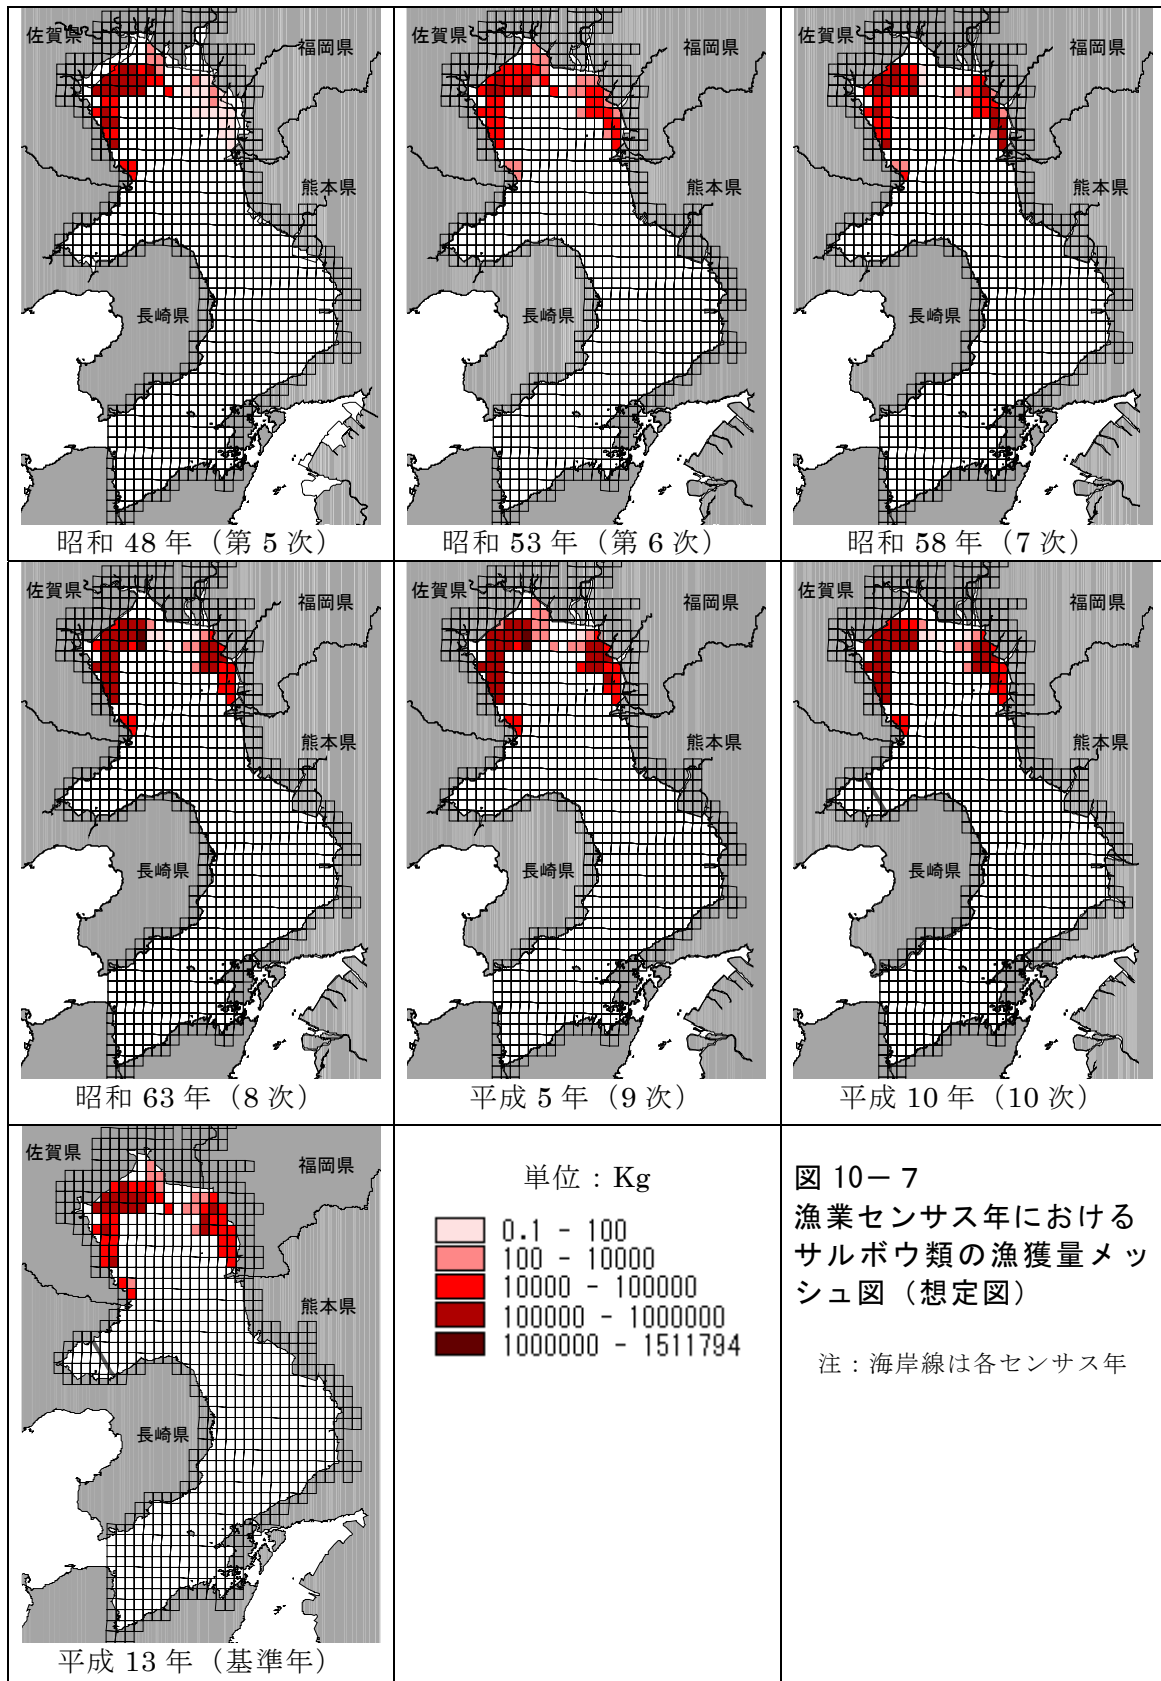 佐賀県
福岡県
熊本県
長崎県
昭和 48 年（第 5 次）
佐賀県
福岡県
熊本県
長崎県
昭和 53 年（第 6 次）
佐賀県
福岡県
熊本県
長崎県
昭和 58 年（7 次）
佐賀県
福岡県
熊本県
長崎県
昭和 63 年（8 次）
佐賀県
福岡県
熊本県
長崎県
平成 5 年（9 次）
佐賀県
福岡県
熊本県
長崎県
平成 10 年（10 次）
佐賀県
福岡県
熊本県
長崎県
平成 13 年（基準年）
単位：Kg
0.1 - 100
100 - 10000
10000 - 100000
100000 - 1000000
1000000 - 1511794
図 10－7
漁業センサス年における
サルボウ類の漁獲量メッ
シュ図（想定図）
注：海岸線は各センサス年